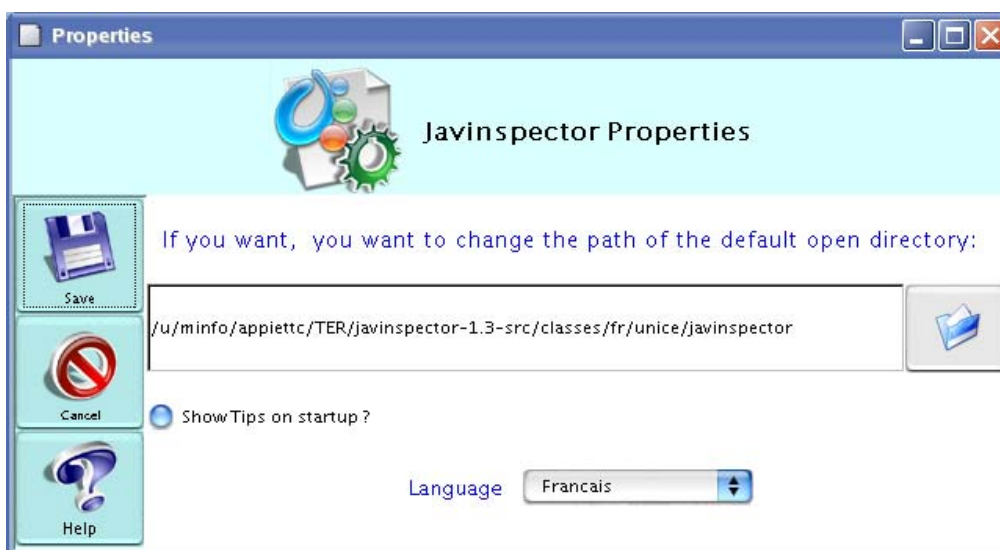 Properties
Javinspector Properties
Save
If you want, you want to change the path of the default open directory:
/u/minfo/appiettc/TER/javinspector-1.3-src/classes/fr/unice/javinspector
Cancel
Show Tips on startup ?
Help
Language Francais